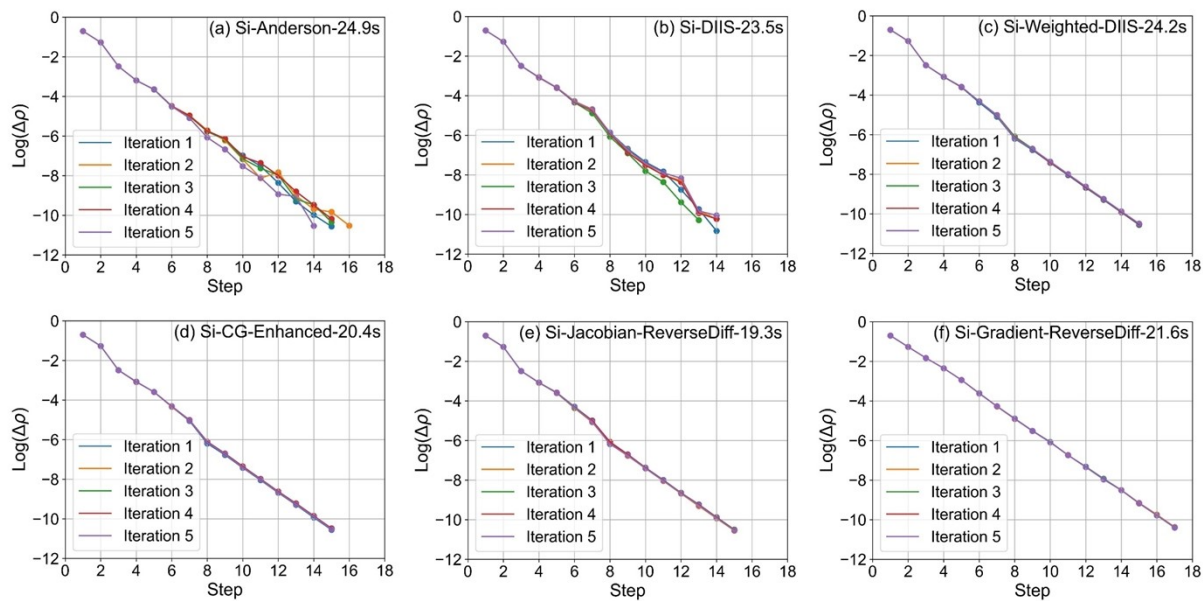 (a) Si-Anderson-24.9s
0
−2
−4
−6
−8
−10
−12
Log(Δρ)
Iteration 1
Iteration 2
Iteration 3
Iteration 4
Iteration 5
0 2 4 6 8 10 12 14 16 18
Step
(b) Si-DIIS-23.5s
0
−2
−4
−6
−8
−10
−12
Log(Δρ)
Iteration 1
Iteration 2
Iteration 3
Iteration 4
Iteration 5
0 2 4 6 8 10 12 14 16 18
Step
(c) Si-Weighted-DIIS-24.2s
0
−2
−4
−6
−8
−10
−12
Log(Δρ)
Iteration 1
Iteration 2
Iteration 3
Iteration 4
Iteration 5
0 2 4 6 8 10 12 14 16 18
Step
(d) Si-CG-Enhanced-20.4s
0
−2
−4
−6
−8
−10
−12
Log(Δρ)
Iteration 1
Iteration 2
Iteration 3
Iteration 4
Iteration 5
0 2 4 6 8 10 12 14 16 18
Step
(e) Si-Jacobian-ReverseDiff-19.3s
0
−2
−4
−6
−8
−10
−12
Log(Δρ)
Iteration 1
Iteration 2
Iteration 3
Iteration 4
Iteration 5
0 2 4 6 8 10 12 14 16 18
Step
(f) Si-Gradient-ReverseDiff-21.6s
0
−2
−4
−6
−8
−10
−12
Log(Δρ)
Iteration 1
Iteration 2
Iteration 3
Iteration 4
Iteration 5
0 2 4 6 8 10 12 14 16 18
Step